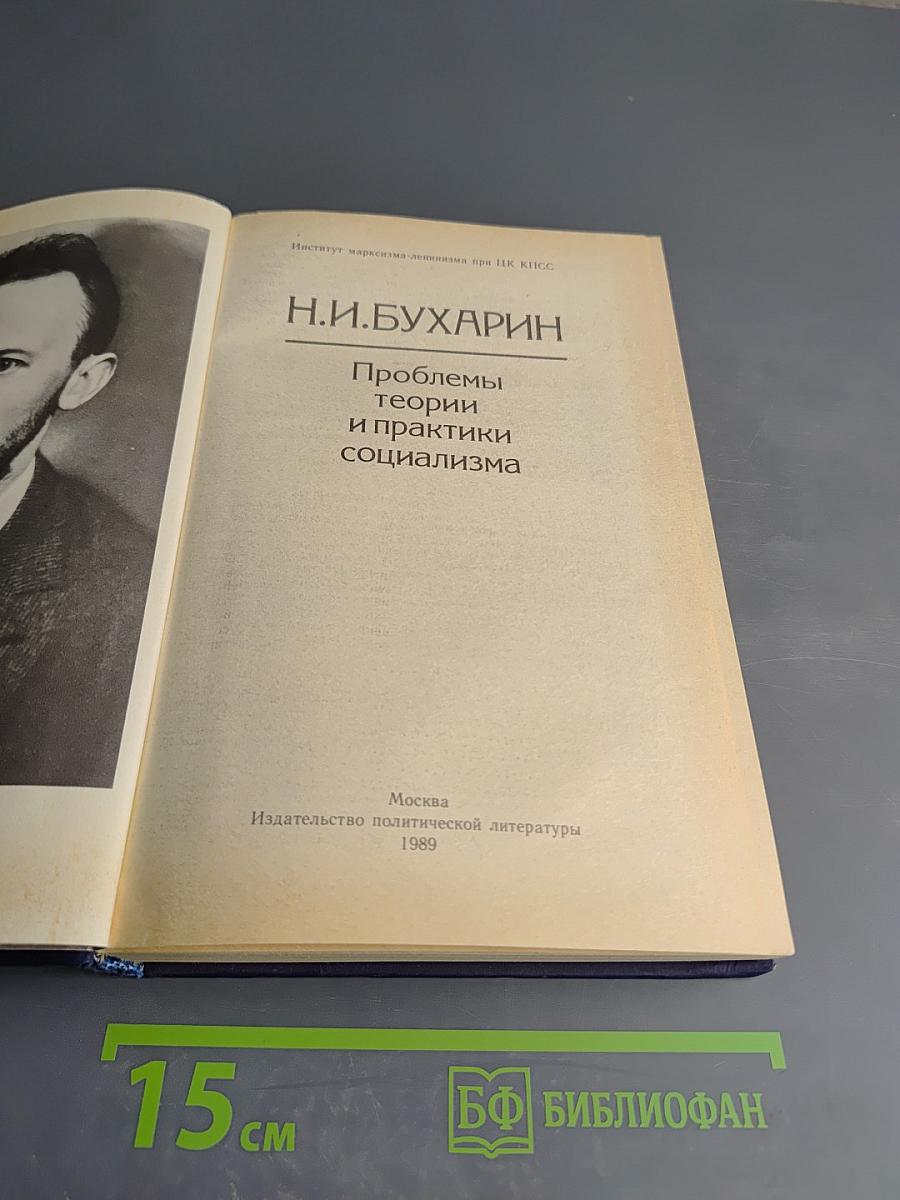 Институт марксизма-ленинизма при ЦК КПСС
Н.И.БУХАРИН
Проблемы
теории
и практики
социализма
Москва
Издательство политической литературы
1989
15 см
БФ БИБЛИОФАН